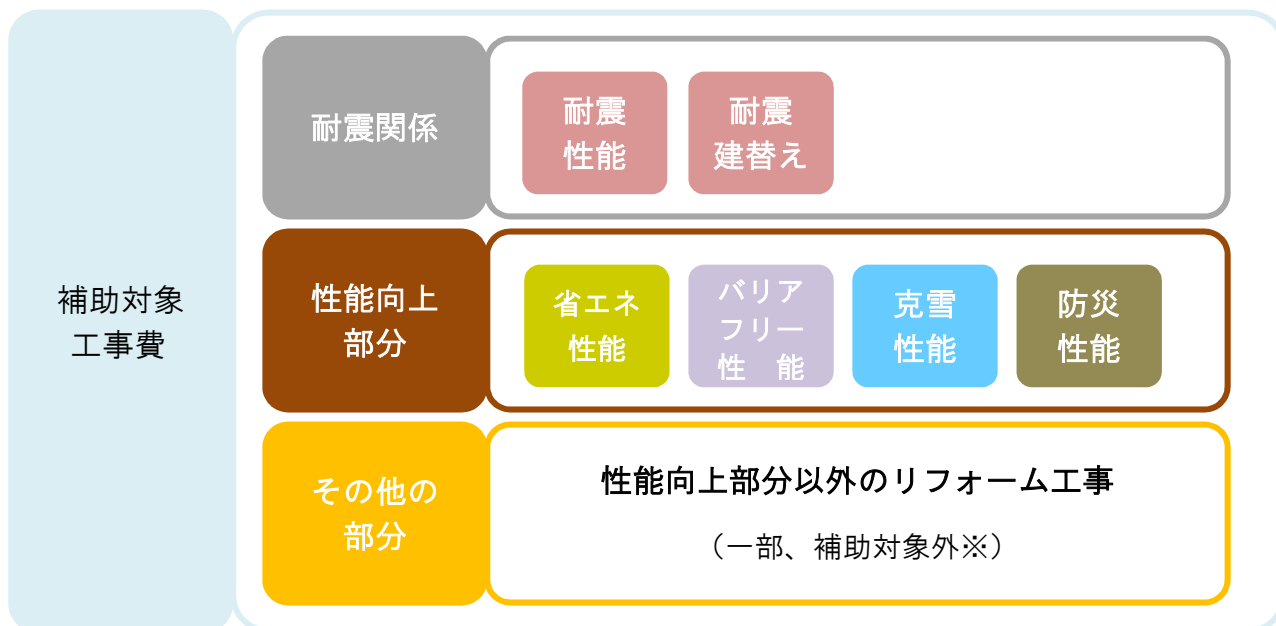 補助対象
工事費
耐震関係
耐震
性能
耐震
建替え
性能向上
部分
省エネ
性能
バリア
フリー
性　能
克雪
性能
防災
性能
その他の
部分
性能向上部分以外のリフォーム工事
（一部、補助対象外※）